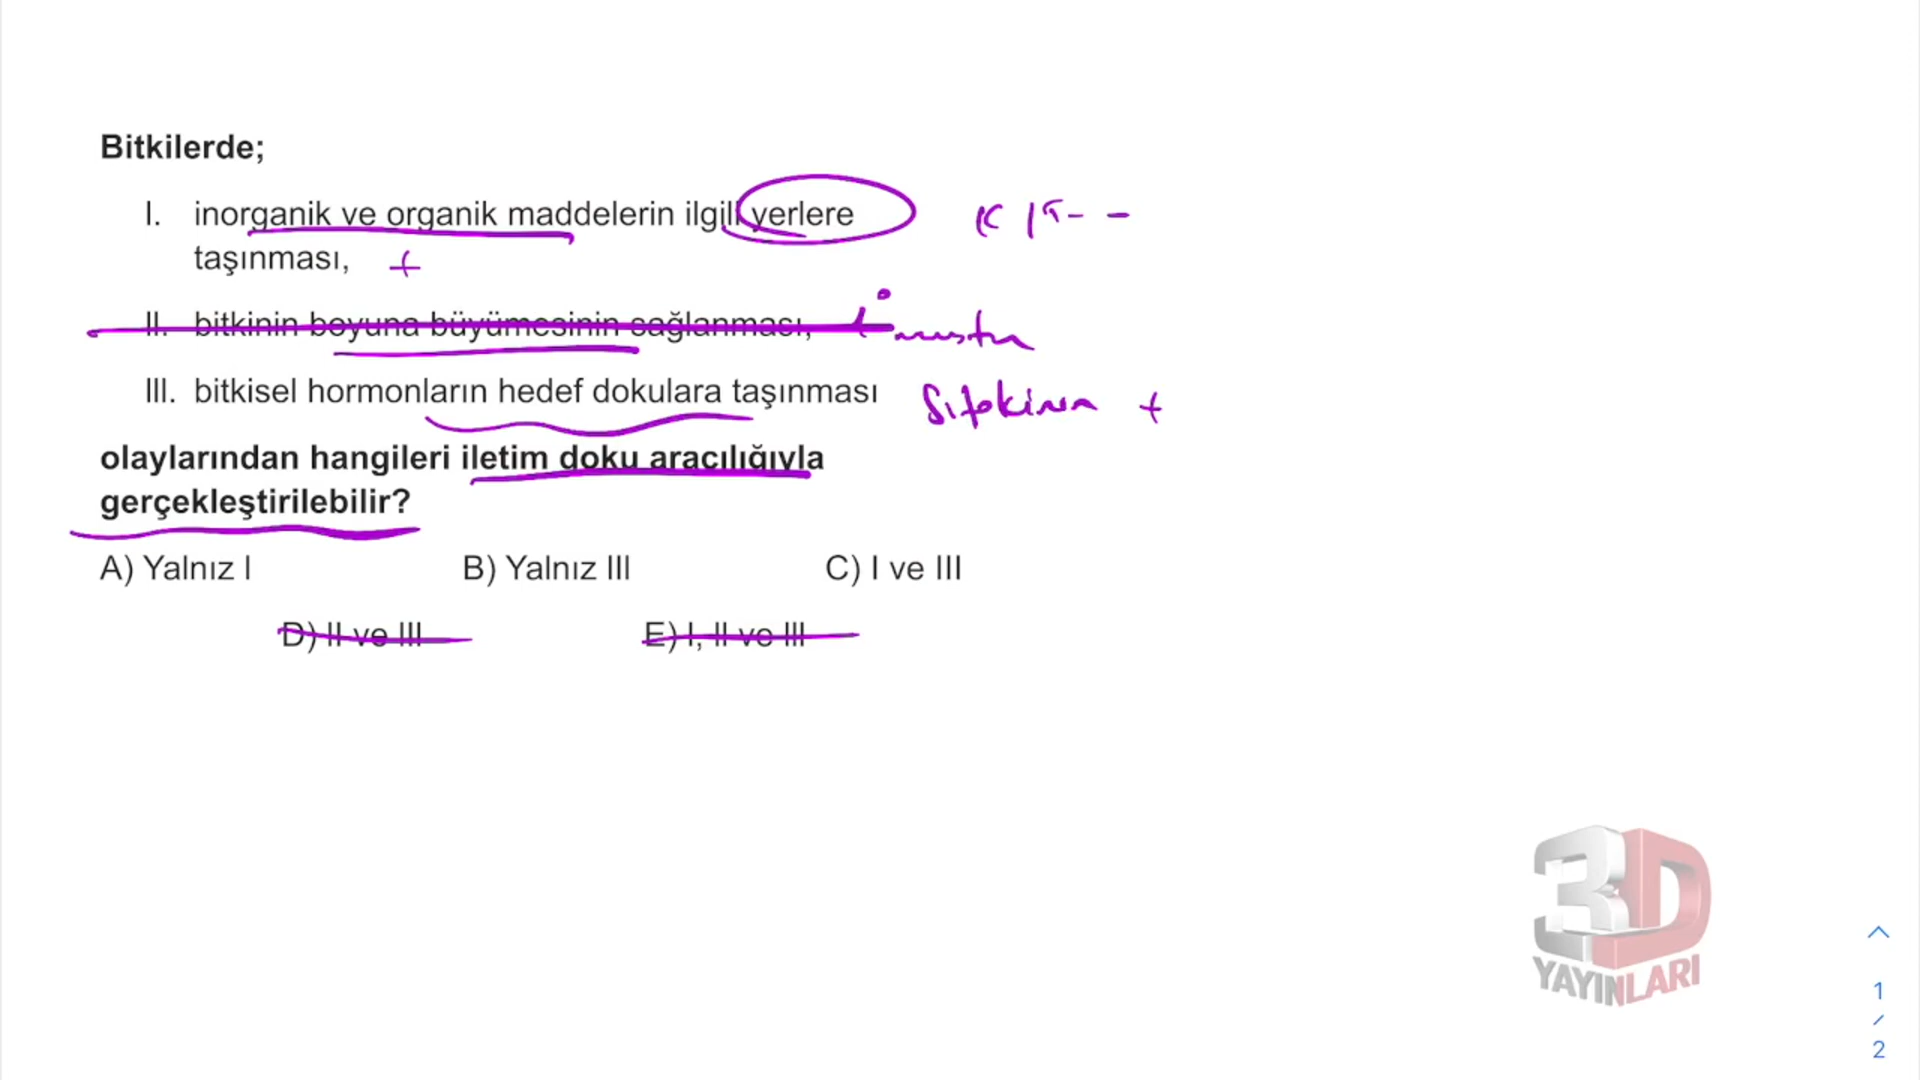 Bitkilerde;
I. inorganik ve organik maddelerin ilgili yerlere
taşınması, +
II. bitkinin boyuna büyümesinin sağlanması,
III. bitkisel hormonların hedef dokulara taşınması Sitokinin +
olaylarından hangileri iletim doku aracılığıyla
gerçekleştirilebilir?
A) Yalnız I B) Yalnız III C) I ve III
D) II ve III E) I, II ve III
3D
YAYINLARI
1
/
2